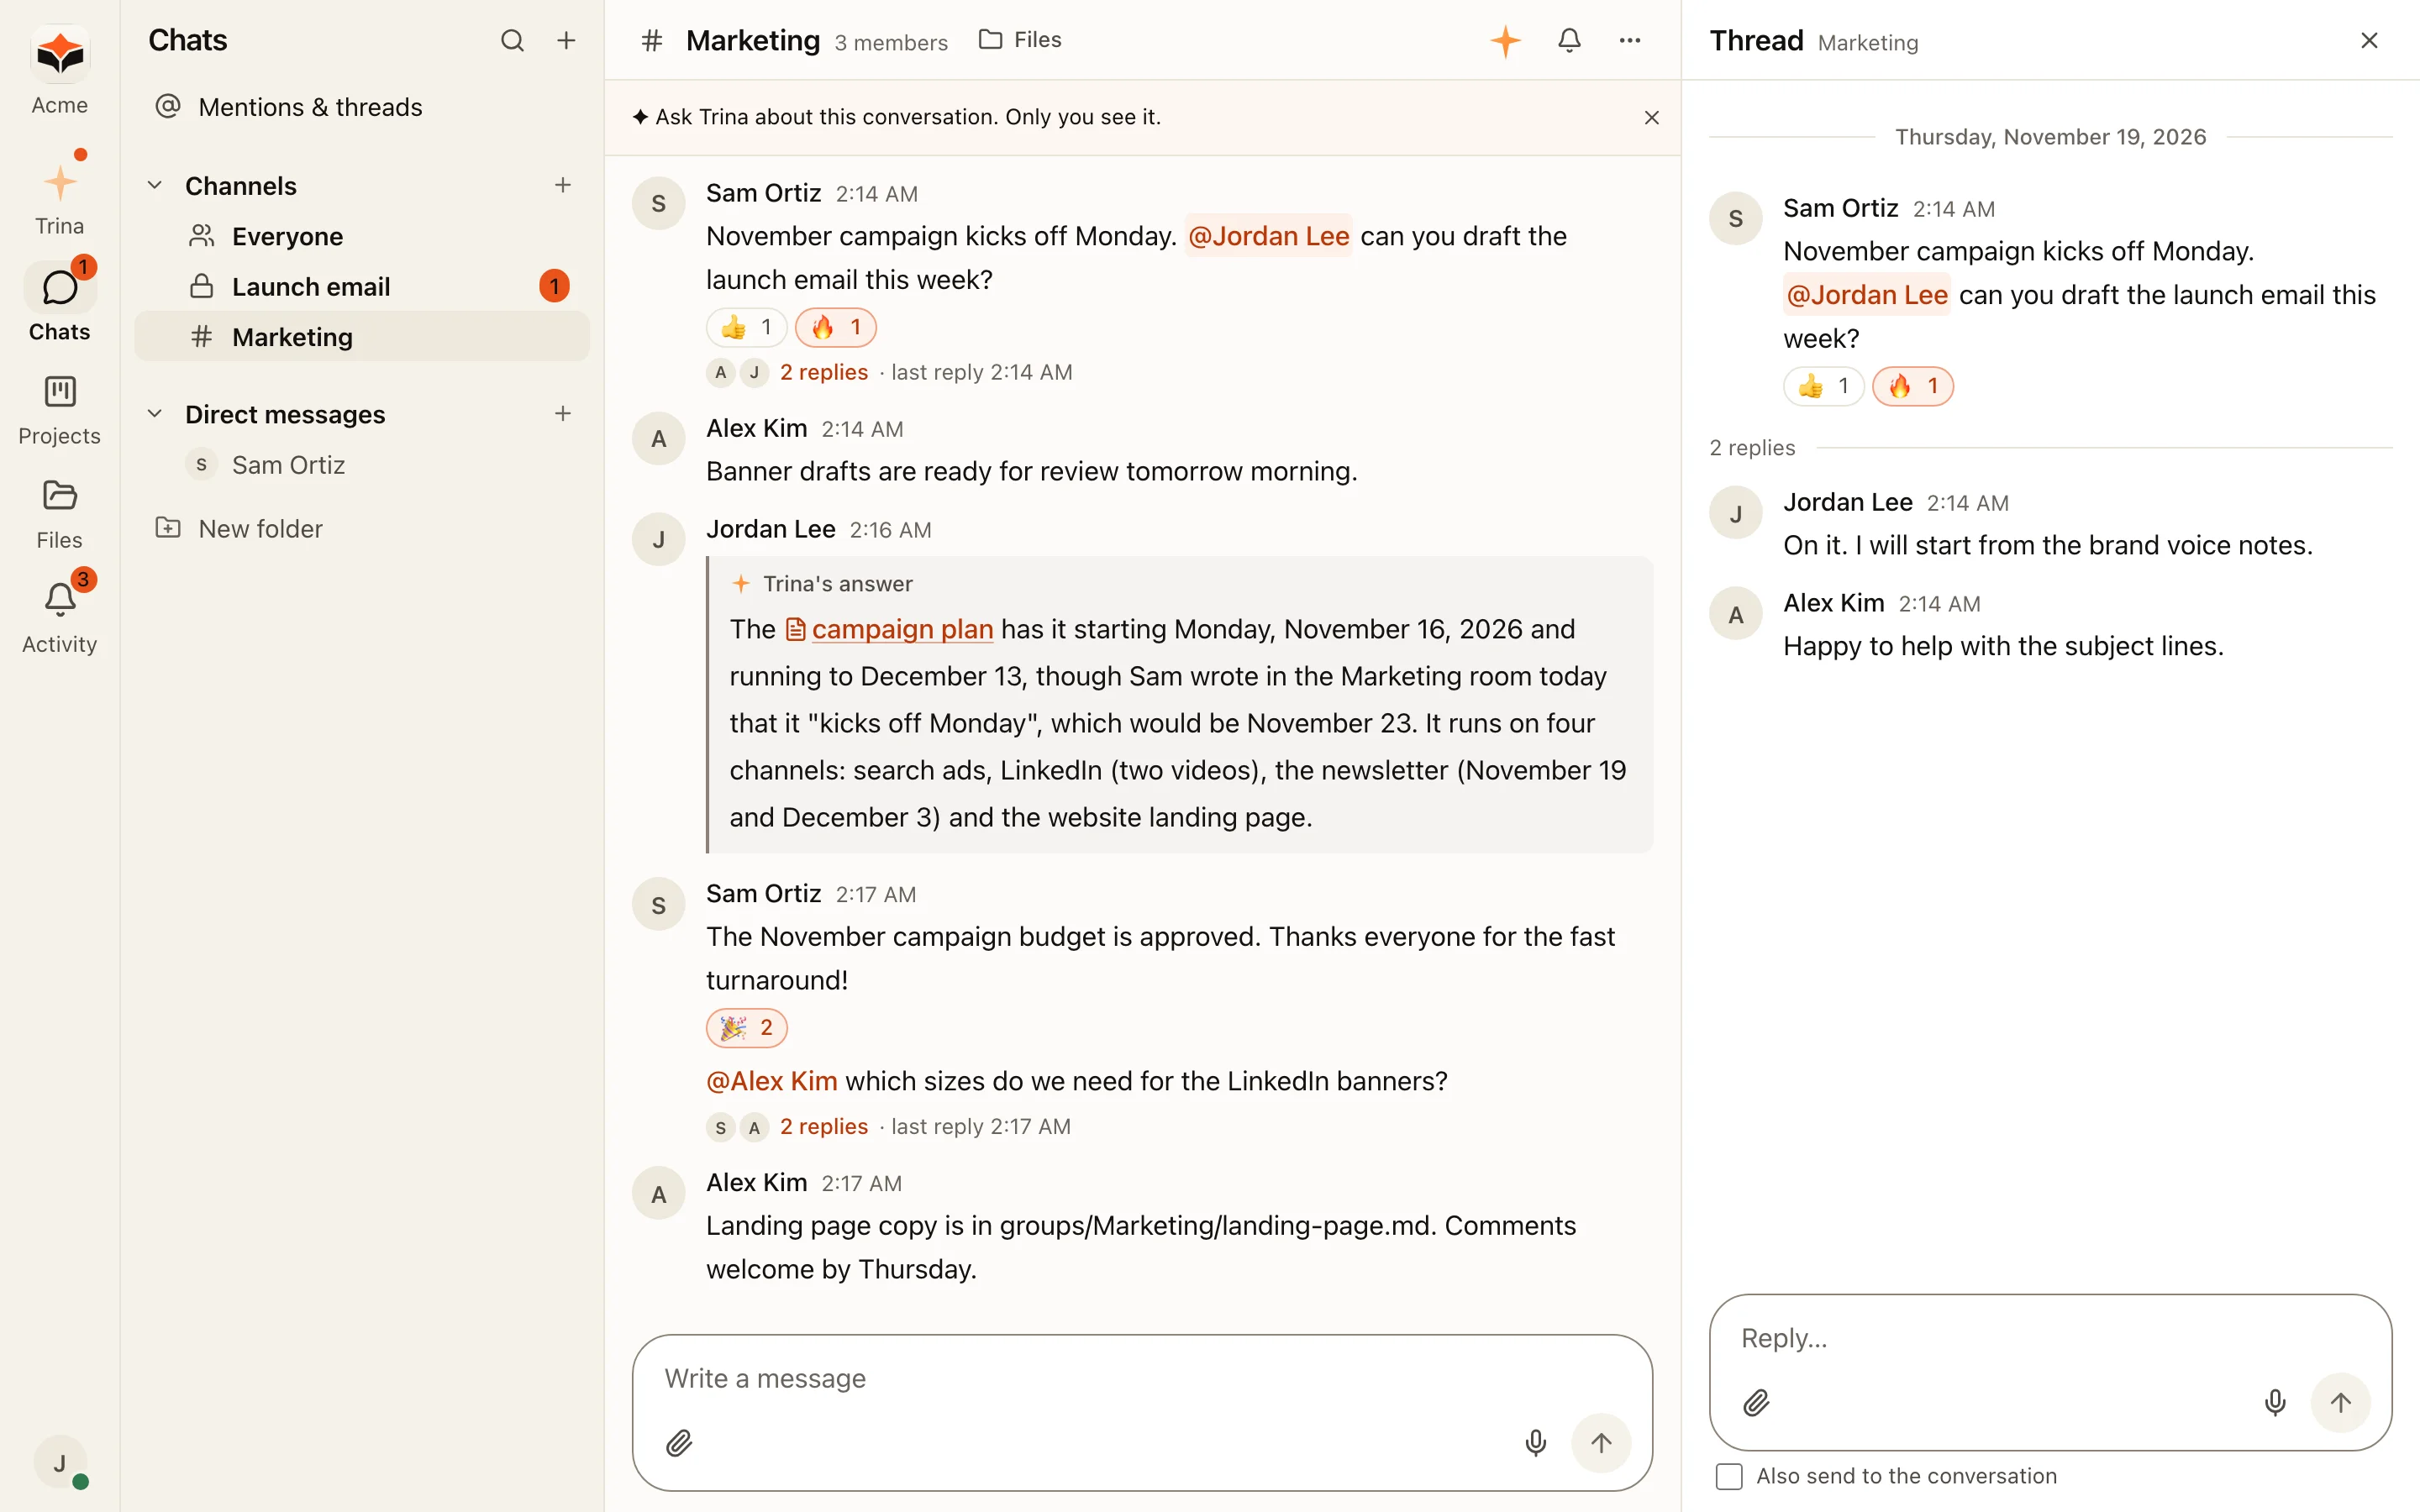 Acme
Trina
1
Chats
Projects
Files
3
Activity
J
Chats
Mentions & threads
Channels
Everyone
Launch email 1
Marketing
Direct messages
S Sam Ortiz
New folder
# Marketing 3 members Files
Ask Trina about this conversation. Only you see it.
S
Sam Ortiz 2:14 AM
November campaign kicks off Monday. @Jordan Lee can you draft the
launch email this week?
👍 1 🔥 1
A J 2 replies · last reply 2:14 AM
A
Alex Kim 2:14 AM
Banner drafts are ready for review tomorrow morning.
J
Jordan Lee 2:16 AM
Trina's answer
The campaign plan has it starting Monday, November 16, 2026 and
running to December 13, though Sam wrote in the Marketing room today
that it "kicks off Monday", which would be November 23. It runs on four
channels: search ads, LinkedIn (two videos), the newsletter (November 19
and December 3) and the website landing page.
S
Sam Ortiz 2:17 AM
The November campaign budget is approved. Thanks everyone for the fast
turnaround!
🎉 2
@Alex Kim which sizes do we need for the LinkedIn banners?
S A 2 replies · last reply 2:17 AM
A
Alex Kim 2:17 AM
Landing page copy is in groups/Marketing/landing-page.md. Comments
welcome by Thursday.
Write a message
Thread Marketing
Thursday, November 19, 2026
S
Sam Ortiz 2:14 AM
November campaign kicks off Monday.
@Jordan Lee can you draft the launch email this
week?
👍 1 🔥 1
2 replies
J
Jordan Lee 2:14 AM
On it. I will start from the brand voice notes.
A
Alex Kim 2:14 AM
Happy to help with the subject lines.
Reply...
Also send to the conversation